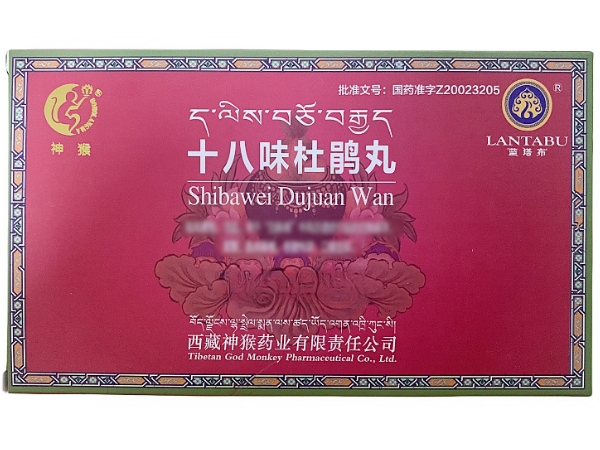 批准文号：国药准字Z20023205
神猴
®
LANTABU
蓝塔布
ད་ལིས་བཅོ་བརྒྱད
十八味杜鹃丸
Shibawei Dujuan Wan
西藏神猴药业有限责任公司
Tibetan God Monkey Pharmaceutical Co., Ltd.